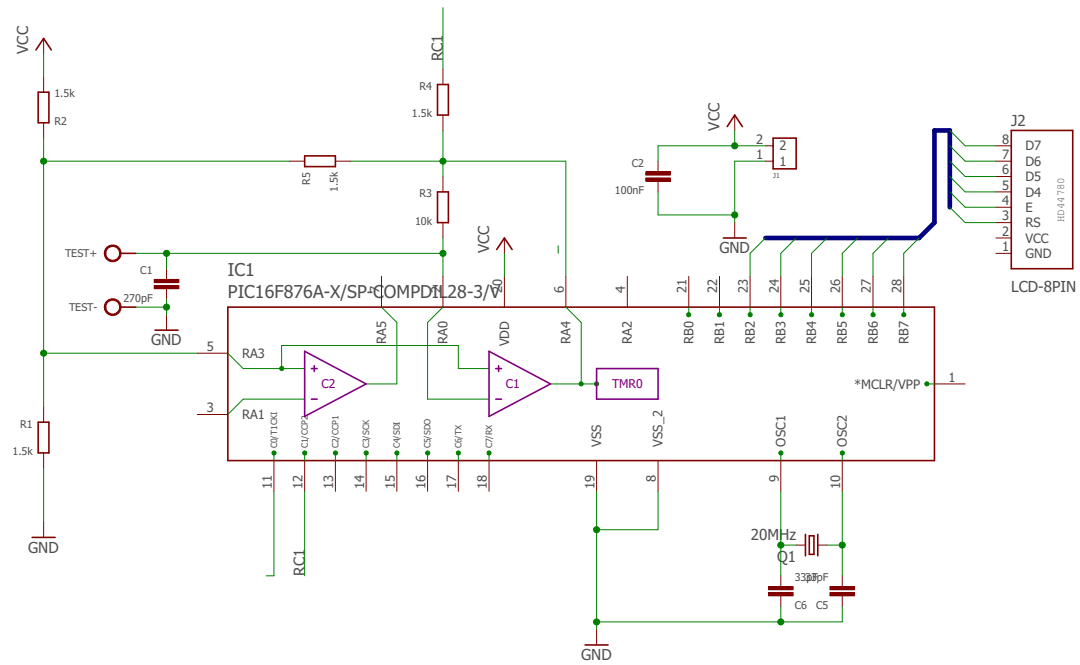 VCC
1.5k
R2
RC1
R4
1.5k
R5
1.5k
R3
10k
TEST+
C1
270pF
TEST-
GND
VCC
C2
100nF
VCC
2
1
2
1
J1
GND
J2
8
7
6
5
4
3
2
1
D7
D6
D5
D4
E
RS
VCC
GND
HD44780
LCD-8PIN
IC1
PIC16F876A-X/SP-COMPDIL28-3/V
20
6
4
21
22
23
24
25
26
27
28
RA5
RA0
VDD
RA4
RA2
RB0
RB1
RB2
RB3
RB4
RB5
RB6
RB7
5
RA3
3
RA1
+
C2
−
+
C1
−
TMR0
*MCLR/VPP
1
C0/T1CKI
C1/CCP2
C2/CCP1
C3/SCK
C4/SDI
C5/SDO
C6/TX
C7/RX
VSS
VSS_2
OSC1
OSC2
11
12
13
14
15
16
17
18
19
8
9
10
R1
1.5k
GND
RC1
20MHz
Q1
C6
C5
GND